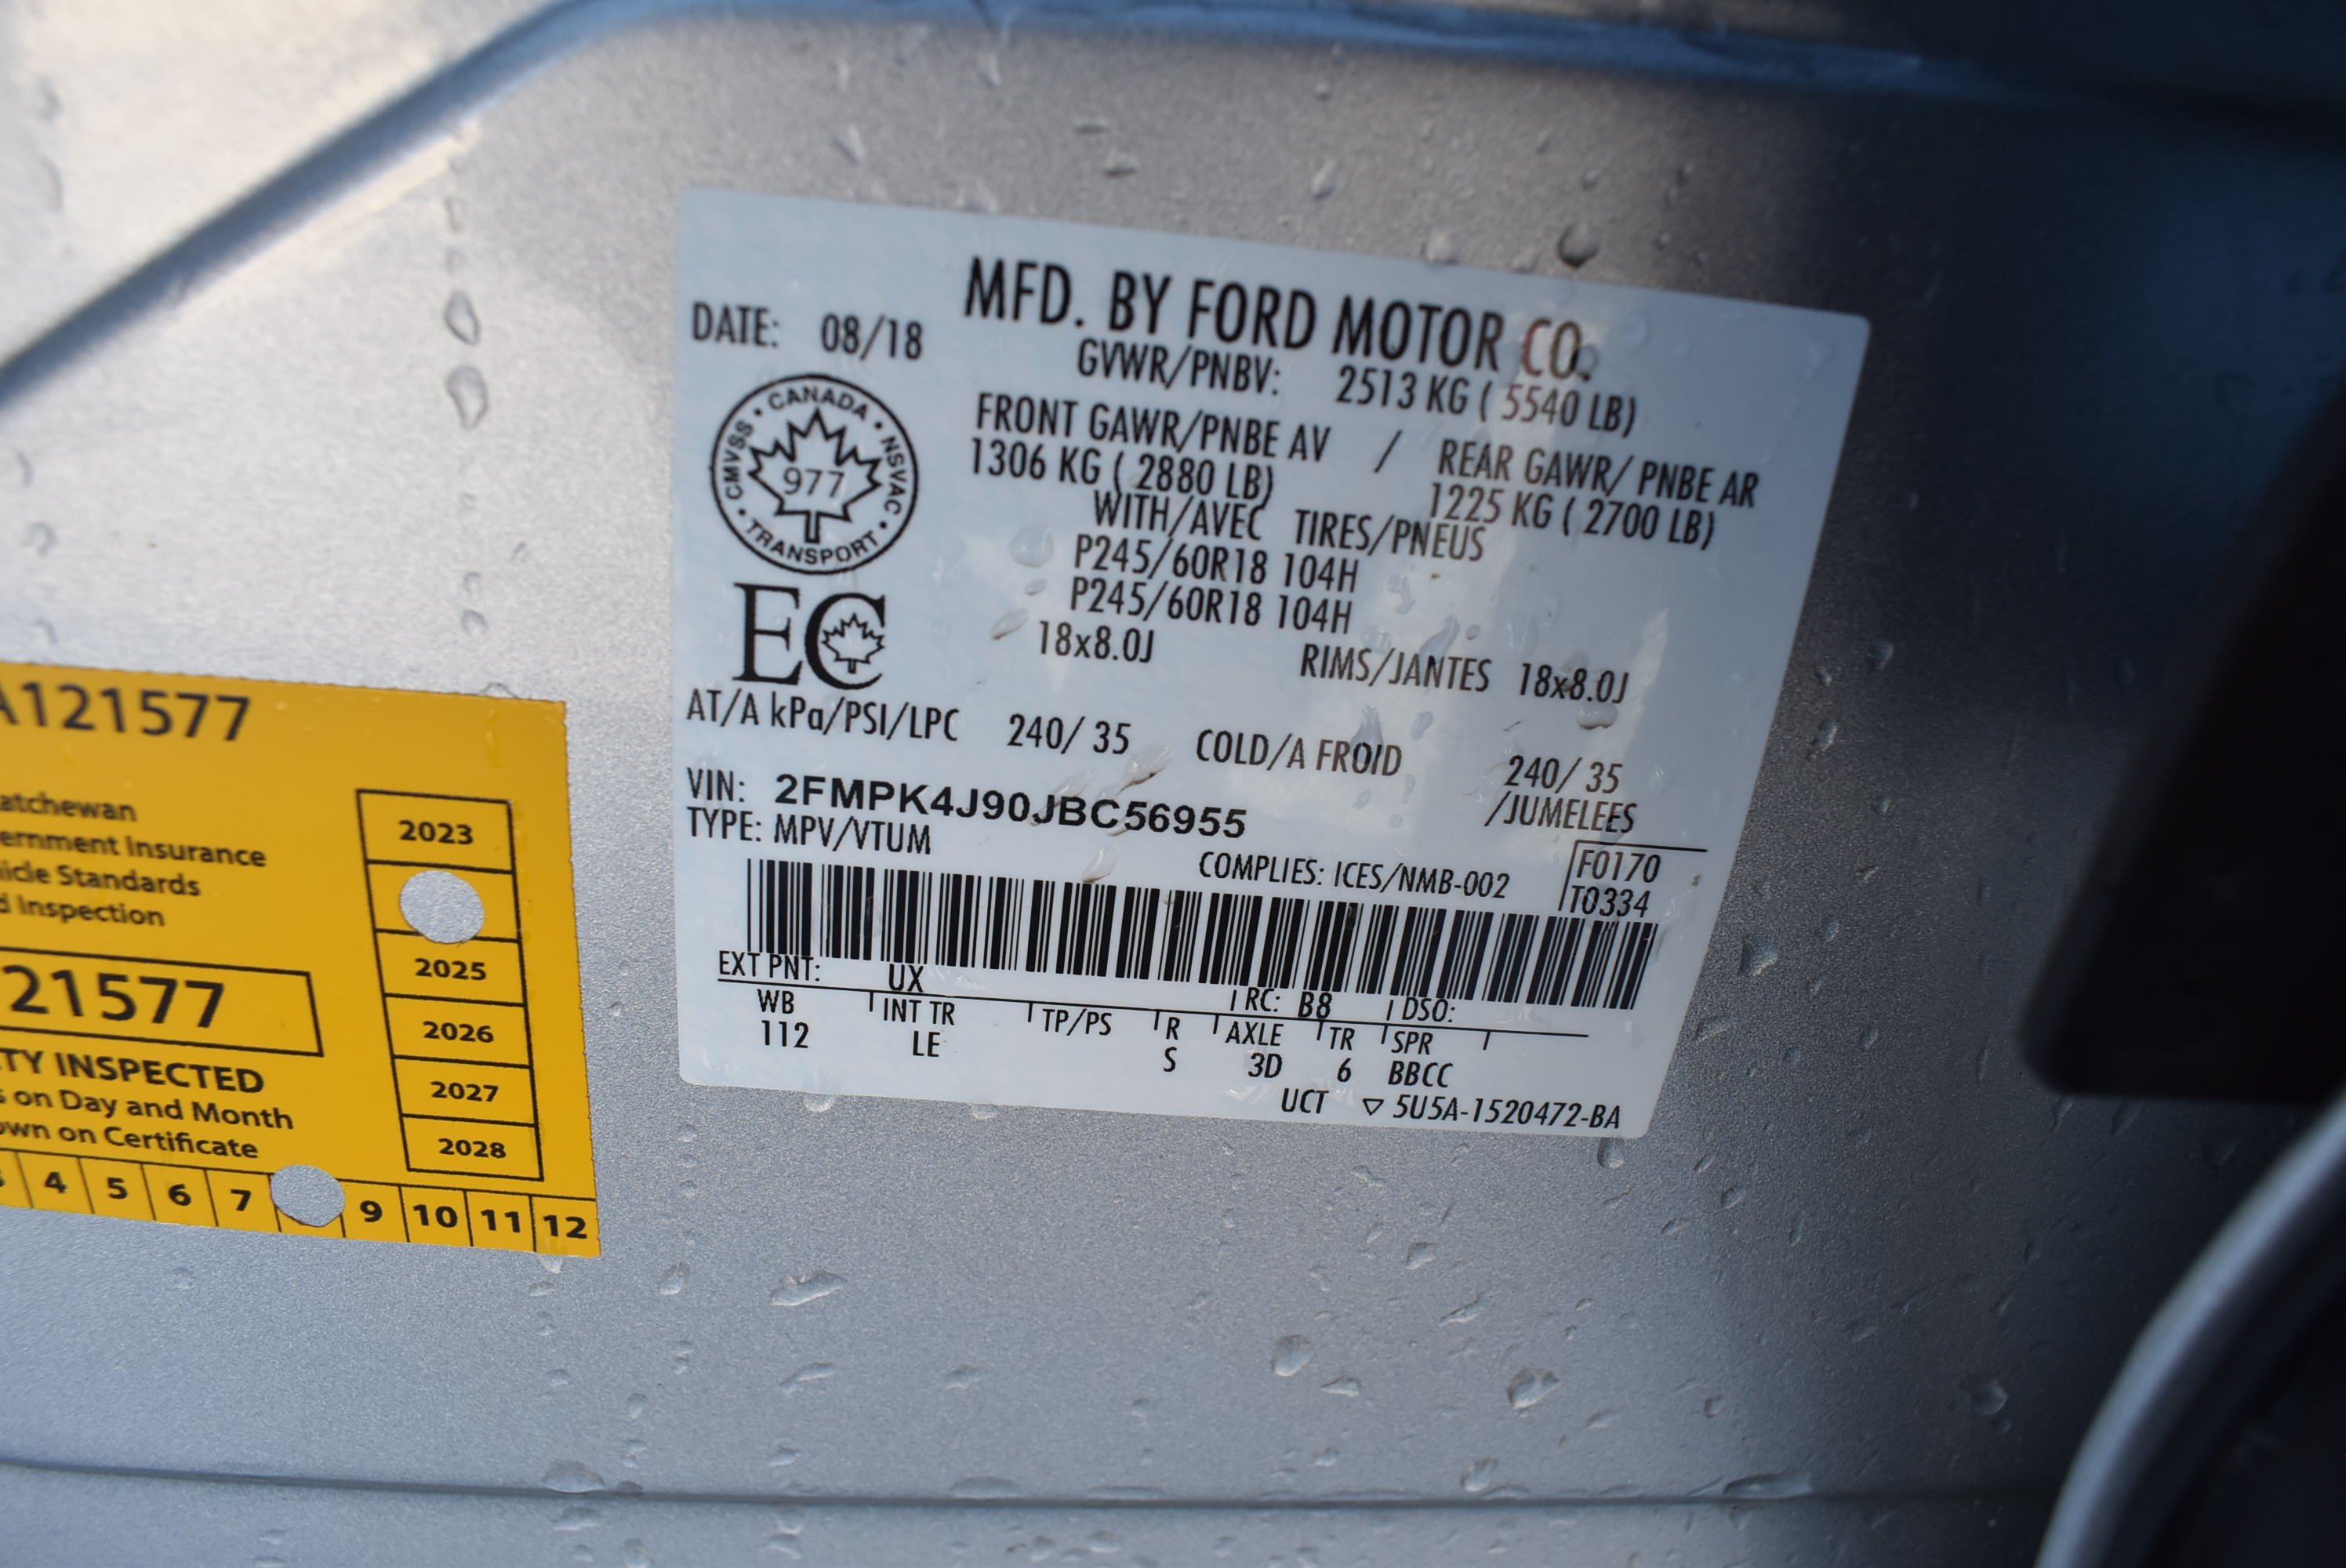 MFD. BY FORD MOTOR CO.
DATE: 08/18
GVWR/PNBV: 2513 KG ( 5540 LB)
FRONT GAWR/PNBE AV / REAR GAWR/ PNBE AR
1306 KG ( 2880 LB) 1225 KG ( 2700 LB)
WITH/AVEC TIRES/PNEUS
P245/60R18 104H
P245/60R18 104H
18x8.0J RIMS/JANTES 18x8.0J
AT/A kPa/PSI/LPC 240/ 35 COLD/A FROID 240/ 35
/JUMELEES
VIN: 2FMPK4J90JBC56955
TYPE: MPV/VTUM
COMPLIES: ICES/NMB-002
F0170
T0334
EXT PNT: UX RC: B8 DSO:
WB INT TR TP/PS R AXLE TR SPR
112 LE S 3D 6 BBCC
UCT ▽ 5U5A-1520472-BA
CANADA • NSVAC • TRANSPORT • CMVSS •
977
EC
A121577
atchewan
ernment Insurance
icle Standards
d Inspection
21577
TY INSPECTED
s on Day and Month
own on Certificate
2023
2025
2026
2027
2028
4 5 6 7 9 10 11 12